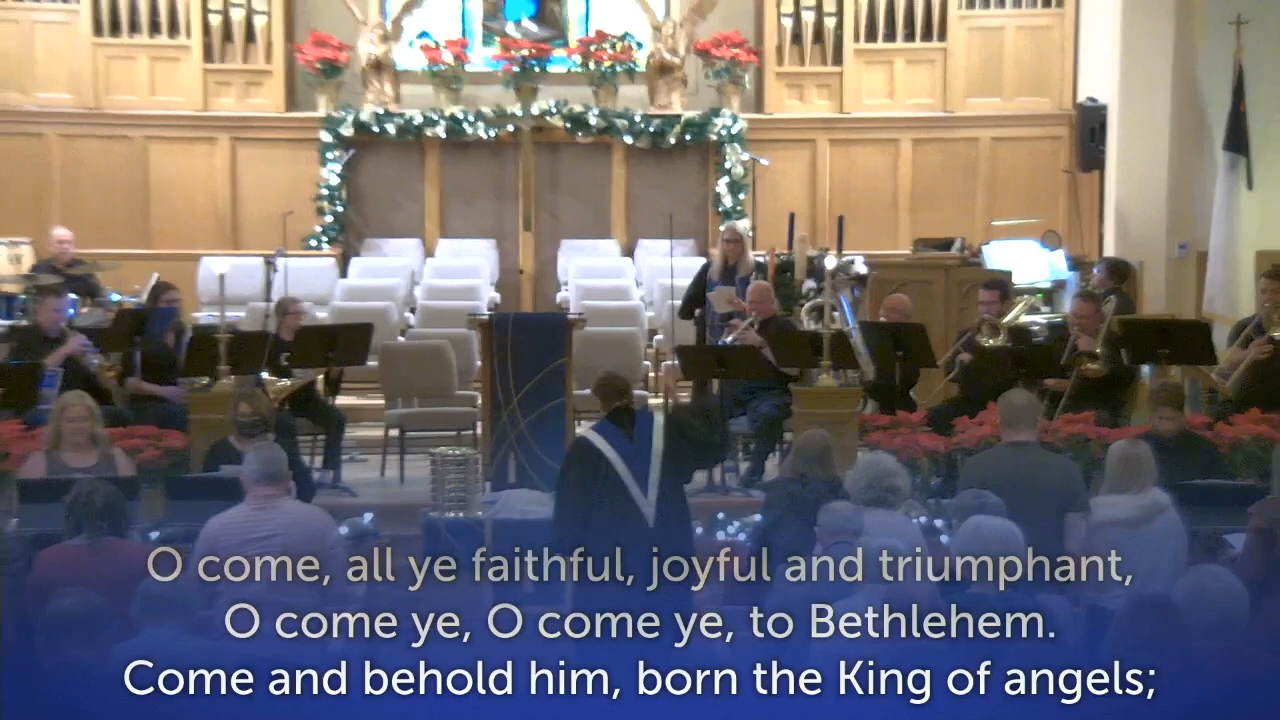 O come, all ye faithful, joyful and triumphant,
O come ye, O come ye, to Bethlehem.
Come and behold him, born the King of angels;